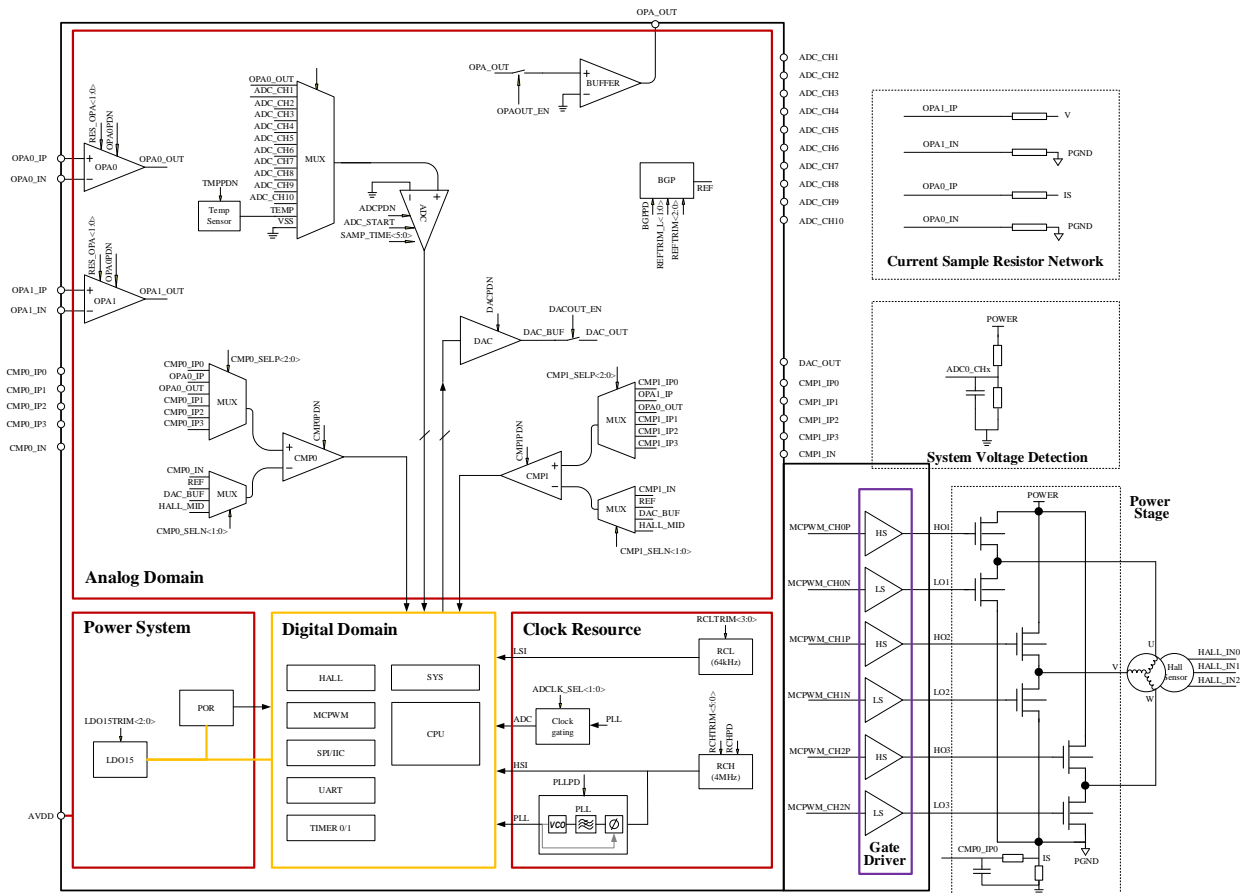 OPA_OUT
OPA0_OUT
ADC_CH1
ADC_CH2
ADC_CH3
ADC_CH4
ADC_CH5
ADC_CH6
ADC_CH7
ADC_CH8
ADC_CH9
ADC_CH10
TEMP
VSS
MUX
TMPPDN
Temp
Sensor
OPA_OUT
OPAOUT_EN
BUFFER
RES_OPA<1:0>
OPA0PDN
OPA0_IP
OPA0_IN
OPA0
OPA0_OUT
ADCPDN
ADC_START
SAMP_TIME<5:0>
ADC
BGP
REF
BGPPD
REFTRIM_L<1:0>
REFTRIM<2:0>
RES_OPA<1:0>
OPA0PDN
OPA1_IP
OPA1_IN
OPA1
OPA1_OUT
DACPDN
DAC
DAC_BUF
DACOUT_EN
DAC_OUT
CMP0_IP0
CMP0_IP1
CMP0_IP2
CMP0_IP3
CMP0_IN
CMP0_SELP<2:0>
CMP0_IP0
OPA0_IP
OPA0_OUT
CMP0_IP1
CMP0_IP2
CMP0_IP3
MUX
CMP0PDN
CMP0
CMP0_IN
REF
DAC_BUF
HALL_MID
MUX
CMP0_SELN<1:0>
CMP1_SELP<2:0>
CMP1_IP0
OPA1_IP
OPA0_OUT
CMP1_IP1
CMP1_IP2
CMP1_IP3
MUX
CMP1PDN
CMP1
CMP1_IN
REF
DAC_BUF
HALL_MID
MUX
CMP1_SELN<1:0>
Analog Domain
ADC_CH1
ADC_CH2
ADC_CH3
ADC_CH4
ADC_CH5
ADC_CH6
ADC_CH7
ADC_CH8
ADC_CH9
ADC_CH10
DAC_OUT
CMP1_IP0
CMP1_IP1
CMP1_IP2
CMP1_IP3
CMP1_IN
OPA1_IP
V
OPA1_IN
PGND
OPA0_IP
IS
OPA0_IN
PGND
Current Sample Resistor Network
POWER
ADC0_CHx
System Voltage Detection
Power System
POR
LDO15TRIM<2:0>
LDO15
AVDD
Digital Domain
HALL
SYS
MCPWM
CPU
SPI/IIC
UART
TIMER 0/1
Clock Resource
RCLTRIM<3:0>
LSI
RCL
(64kHz)
ADCLK_SEL<1:0>
ADC
Clock
gating
PLL
RCHTRIM<5:0>
RCHPD
HSI
RCH
(4MHz)
PLLPD
PLL
PLL
VCO
Ø
MCPWM_CH0P
HS
HO1
MCPWM_CH0N
LS
LO1
MCPWM_CH1P
HS
HO2
MCPWM_CH1N
LS
LO2
MCPWM_CH2P
HS
HO3
MCPWM_CH2N
LS
LO3
Gate
Driver
POWER
Power
Stage
U
V
W
Hall
Sensor
HALL_IN0
HALL_IN1
HALL_IN2
CMP0_IP0
IS
PGND